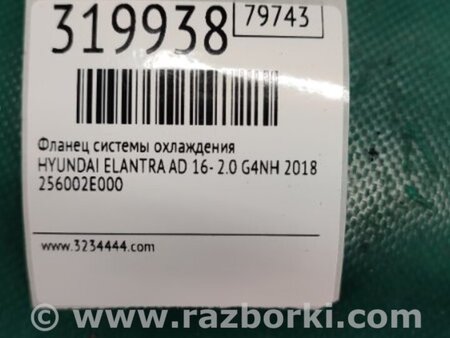 319938 79743
Фланец системы охлаждения
HYUNDAI ELANTRA AD 16- 2.0 G4NH 2018
256002E000
www.3234444.com
www.razborki.com